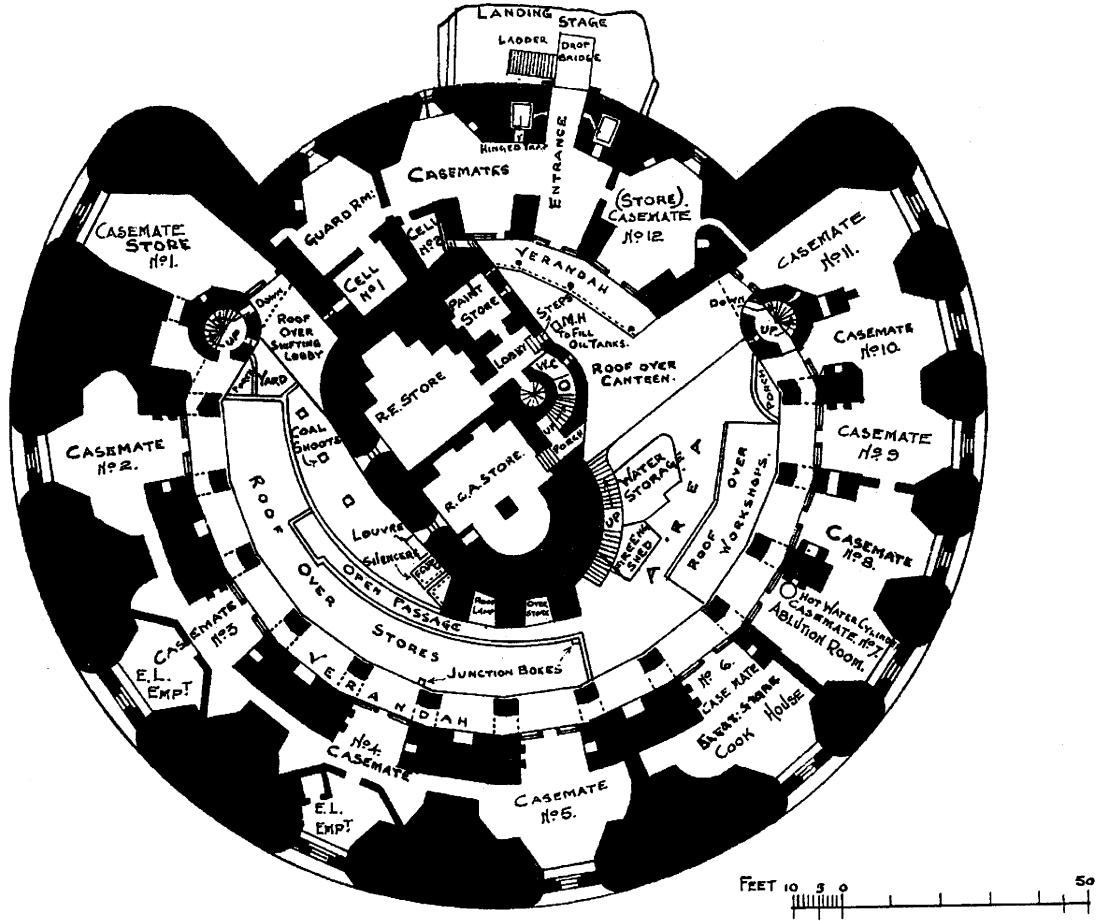 LANDING STAGE
LADDER
DROP
BRIDGE
HINGED TRAP
ENTRANCE
CASEMATES
GUARD RM:
CELL
No 2
CELL
No 1
(STORE).
CASEMATE
No 12
VERANDAH
CASEMATE
STORE
No 1.
CASEMATE
No 11.
DOWN
UP
ROOF
OVER
SHIFTING
LOBBY
PAINT
STORE
STEPS
M.H
TO FILL
OIL TANKS.
LOBBY
W.C
ROOF OVER
CANTEEN.
DOWN
UP
CASEMATE
No 10.
YARD
R.E. STORE
UP
PORCH
PORCH
COAL
SHOOTS
CASEMATE
No 2.
R.G.A. STORE.
WATER
STORAGE
UP
AREA
CASEMATE
No 9
ROOF OVER WORKSHOPS.
LOUVRE
SILENCERS
CASEMATE
No 8.
ROOF OVER STORES
OPEN PASSAGE
OVER
STORE
SHED
HOT WATER CYLINDER
CASEMATE No 7.
ABLUTION ROOM.
CASEMATE
No 3
E.L.
EMPT
JUNCTION BOXES
VERANDAH
No 6.
CASEMATE
COOK HOUSE
No 4.
CASEMATE
E.L.
EMPT
CASEMATE
No 5.
FEET 10 5 0 50